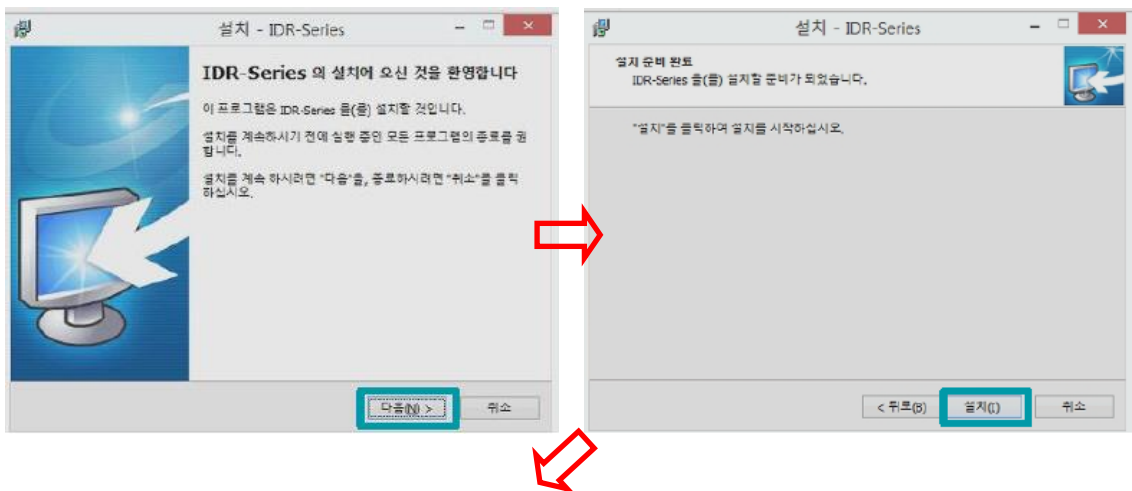 설치 - IDR-Series
IDR-Series 의 설치에 오신 것을 환영합니다
이 프로그램은 IDR-Series 을(를) 설치할 것입니다.
설치를 계속하시기 전에 실행 중인 모든 프로그램의 종료를 권
합니다.
설치를 계속 하시려면 "다음"을, 종료하시려면 "취소"를 클릭
하십시오.
다음(N) >
취소
설치 - IDR-Series
설치 준비 완료
IDR-Series 을(를) 설치할 준비가 되었습니다.
"설치"를 클릭하여 설치를 시작하십시오.
< 뒤로(B)
설치(I)
취소